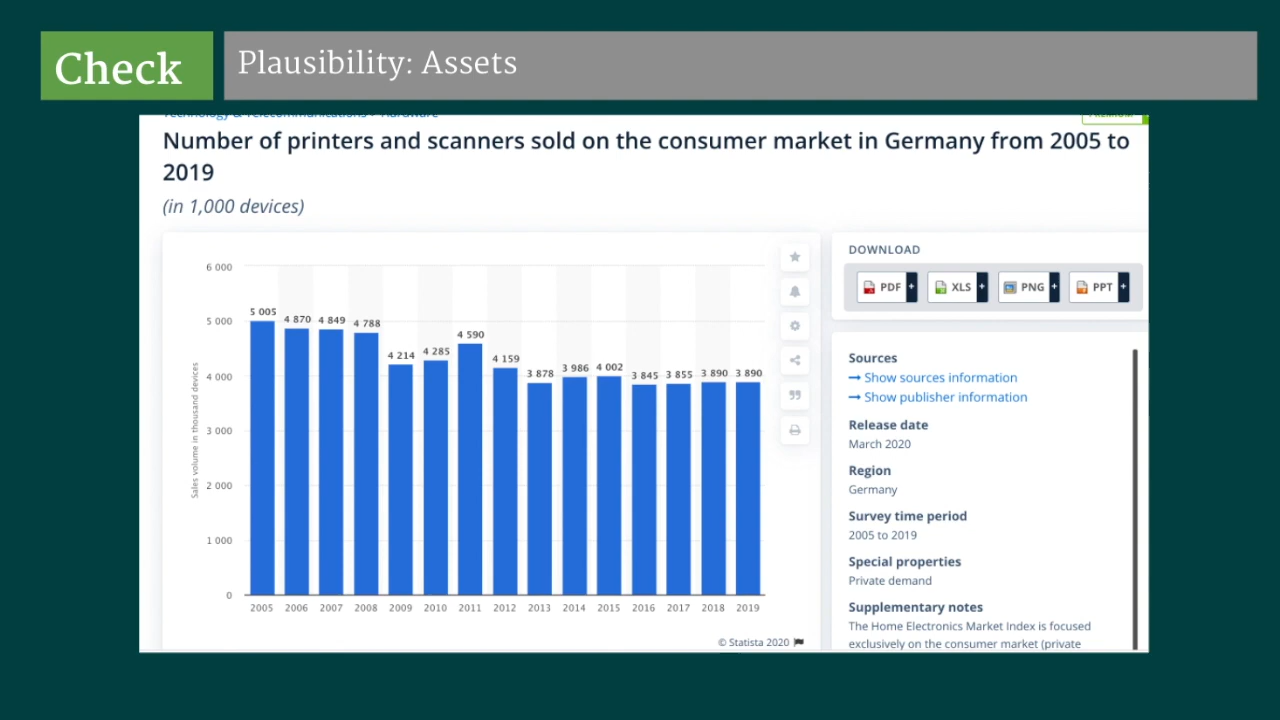 Check
Plausibility: Assets
Technology & Telecommunications > Hardware
PREMIUM
Number of printers and scanners sold on the consumer market in Germany from 2005 to
2019
(in 1,000 devices)
Sales volume in thousand devices
6 000
5 000
4 000
3 000
2 000
1 000
0
5 005
4 870
4 849
4 788
4 214
4 285
4 590
4 159
3 878
3 986
4 002
3 845
3 855
3 890
3 890
2005 2006 2007 2008 2009 2010 2011 2012 2013 2014 2015 2016 2017 2018 2019
© Statista 2020
DOWNLOAD
PDF + XLS + PNG + PPT +
Sources
→ Show sources information
→ Show publisher information
Release date
March 2020
Region
Germany
Survey time period
2005 to 2019
Special properties
Private demand
Supplementary notes
The Home Electronics Market Index is focused
exclusively on the consumer market (private